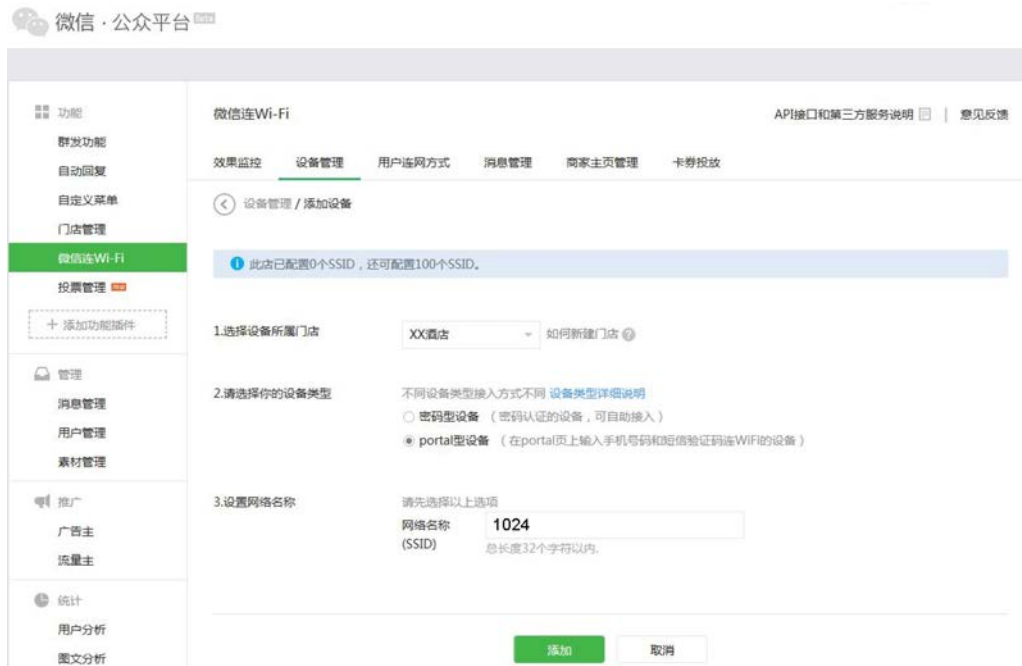 微信·公众平台 Beta
功能
群发功能
自动回复
自定义菜单
门店管理
微信连Wi-Fi
投票管理
添加功能插件
管理
消息管理
用户管理
素材管理
推广
广告主
流量主
统计
用户分析
图文分析
微信连Wi-Fi
API接口和第三方服务说明 | 意见反馈
效果监控 设备管理 用户连网方式 消息管理 商家主页管理 卡券投放
设备管理 / 添加设备
此店已配置0个SSID，还可配置100个SSID。
1.选择设备所属门店 XX酒店 如何新建门店 ?
2.请选择你的设备类型 不同设备类型接入方式不同 设备类型详细说明
密码型设备 （密码认证的设备，可自助接入）
portal型设备 （在portal页上输入手机号码和短信验证码连WiFi的设备）
3.设置网络名称 请先选择以上选项
网络名称 1024
(SSID) 总长度32个字符以内.
添加 取消